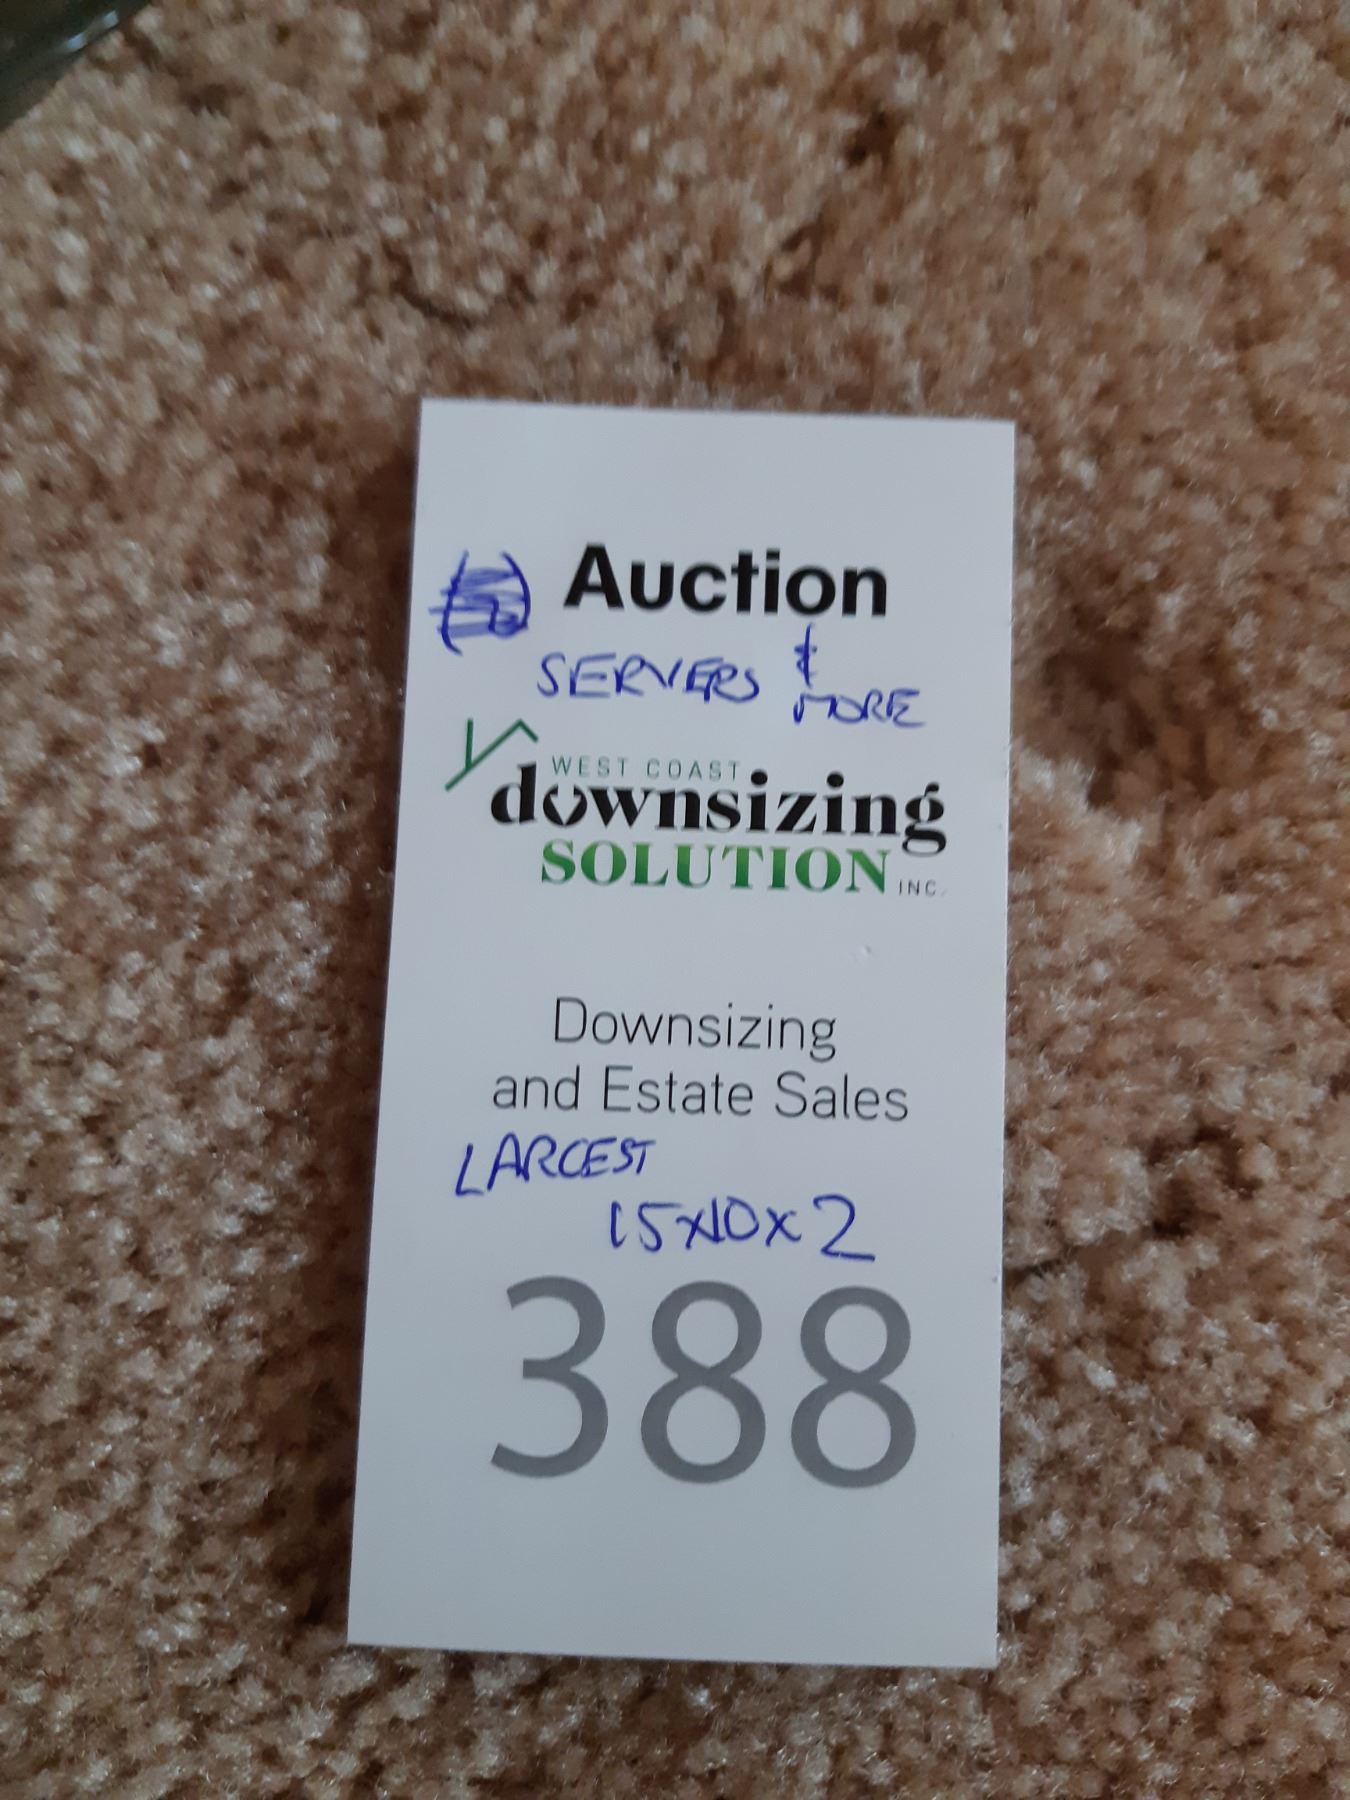 Auction
SERVERS &
MORE
WEST COAST
downsizing
SOLUTION INC.
Downsizing
and Estate Sales
LARGEST
15x10x2
388